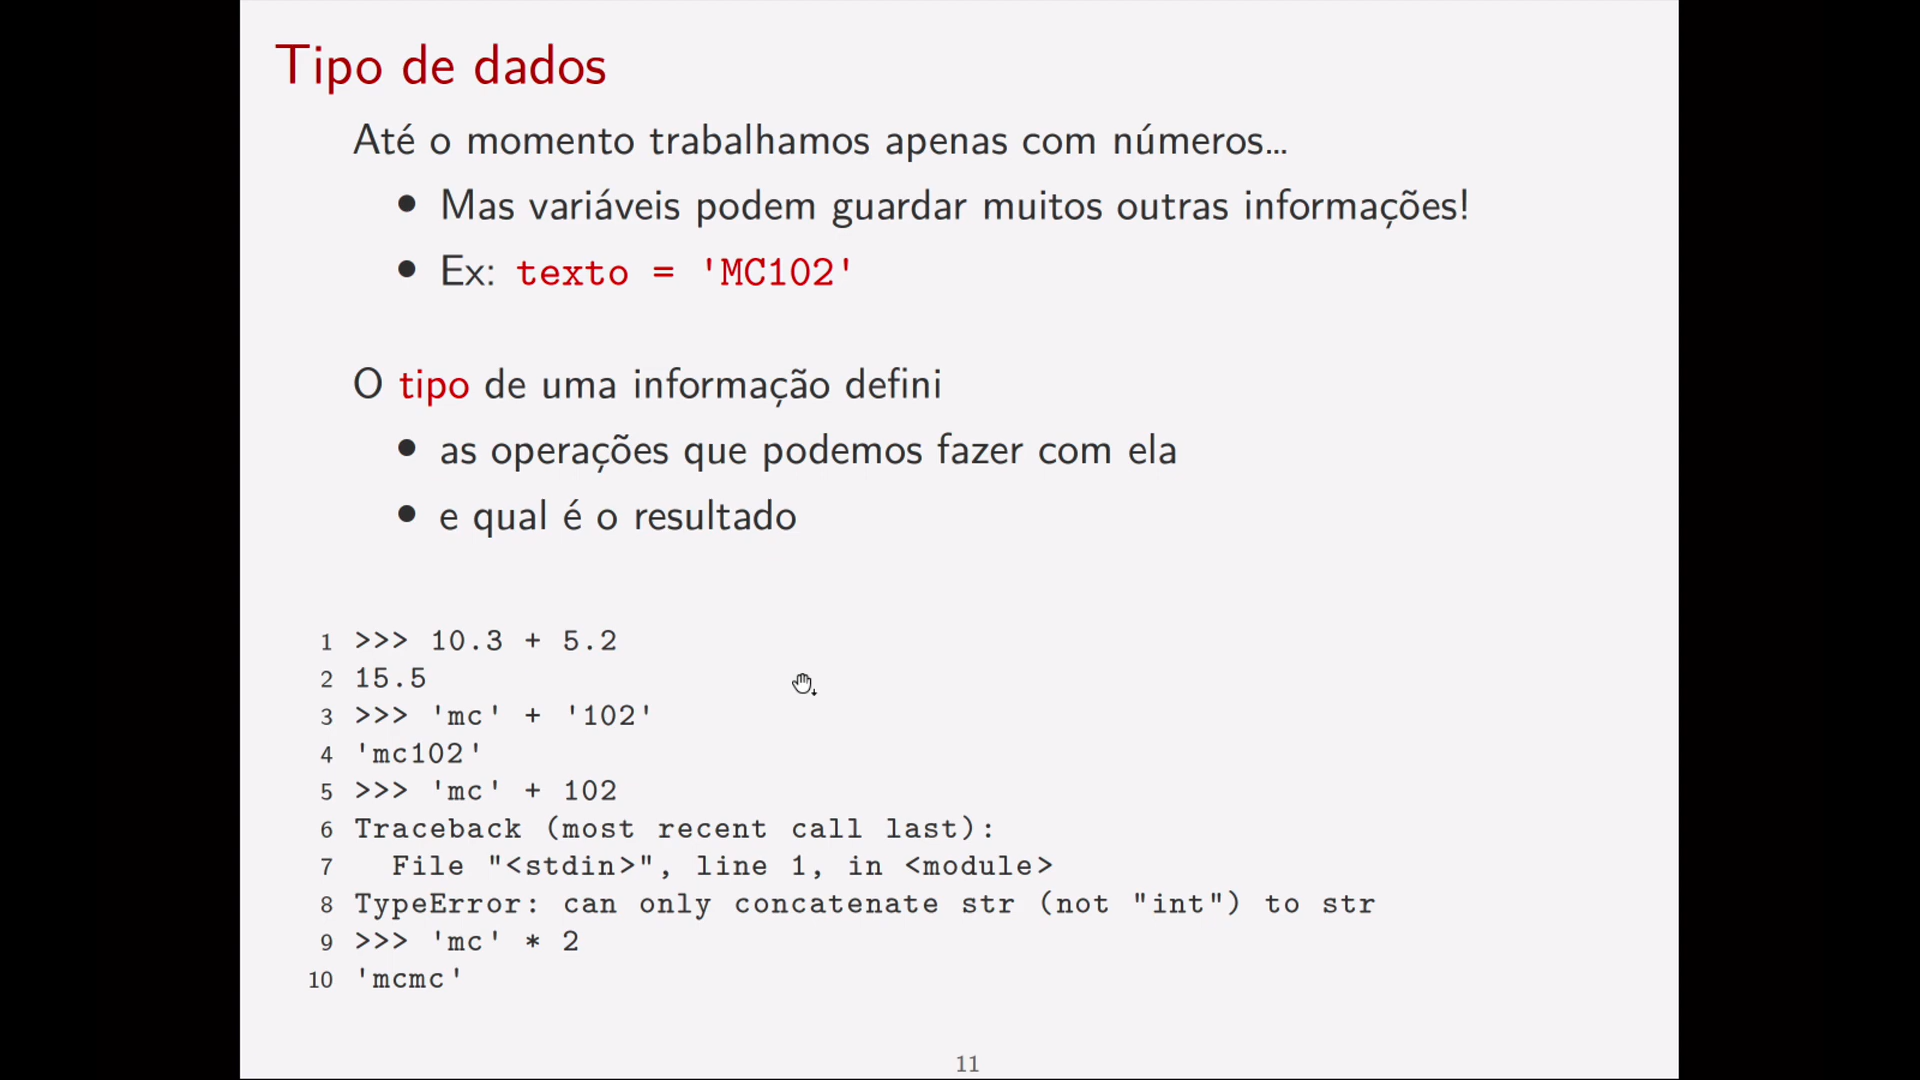 Tipo de dados
Até o momento trabalhamos apenas com números...
• Mas variáveis podem guardar muitos outras informações!
• Ex: texto = 'MC102'
O tipo de uma informação defini
• as operações que podemos fazer com ela
• e qual é o resultado
1 >>> 10.3 + 5.2
2 15.5
3 >>> 'mc' + '102'
4 'mc102'
5 >>> 'mc' + 102
6 Traceback (most recent call last):
7   File "<stdin>", line 1, in <module>
8 TypeError: can only concatenate str (not "int") to str
9 >>> 'mc' * 2
10 'mcmc'
11